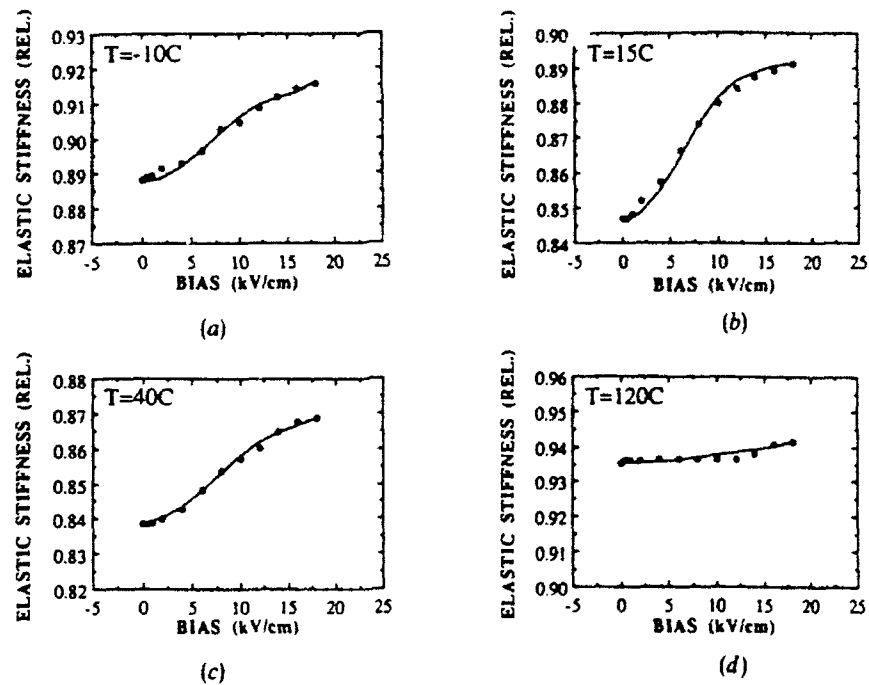 ELASTIC STIFFNESS (REL.)
0.93
0.92
0.91
0.90
0.89
0.88
0.87
T=-10C
-5 0 5 10 15 20 25
BIAS (kV/cm)
(a)
ELASTIC STIFFNESS (REL.)
0.90
0.89
0.88
0.87
0.86
0.85
0.84
T=15C
-5 0 5 10 15 20 25
BIAS (kV/cm)
(b)
ELASTIC STIFFNESS (REL.)
0.88
0.87
0.86
0.85
0.84
0.83
0.82
T=40C
-5 0 5 10 15 20 25
BIAS (kV/cm)
(c)
ELASTIC STIFFNESS (REL.)
0.96
0.95
0.94
0.93
0.92
0.91
0.90
T=120C
-5 0 5 10 15 20 25
BIAS (kV/cm)
(d)